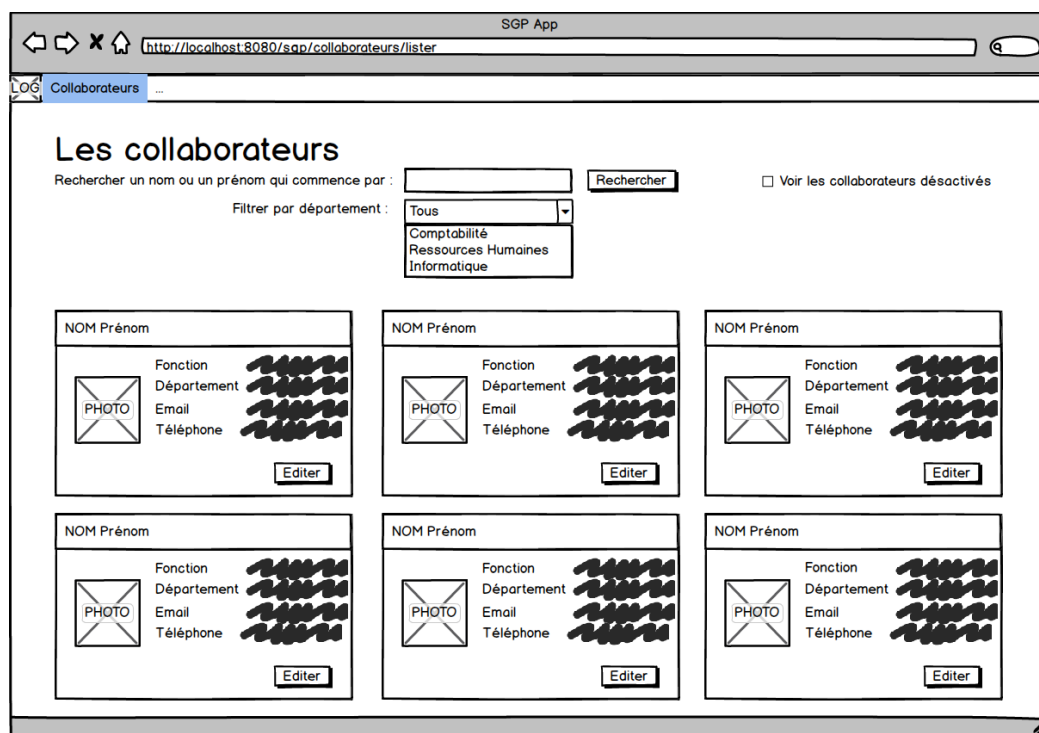 SGP App
http://localhost:8080/sgp/collaborateurs/lister
LOG Collaborateurs ...
Les collaborateurs
Rechercher un nom ou un prénom qui commence par : Rechercher Voir les collaborateurs désactivés
Filtrer par département : Tous
Comptabilité
Ressources Humaines
Informatique
NOM Prénom
Fonction
Département
PHOTO
Email
Téléphone
Editer
NOM Prénom
Fonction
Département
PHOTO
Email
Téléphone
Editer
NOM Prénom
Fonction
Département
PHOTO
Email
Téléphone
Editer
NOM Prénom
Fonction
Département
PHOTO
Email
Téléphone
Editer
NOM Prénom
Fonction
Département
PHOTO
Email
Téléphone
Editer
NOM Prénom
Fonction
Département
PHOTO
Email
Téléphone
Editer